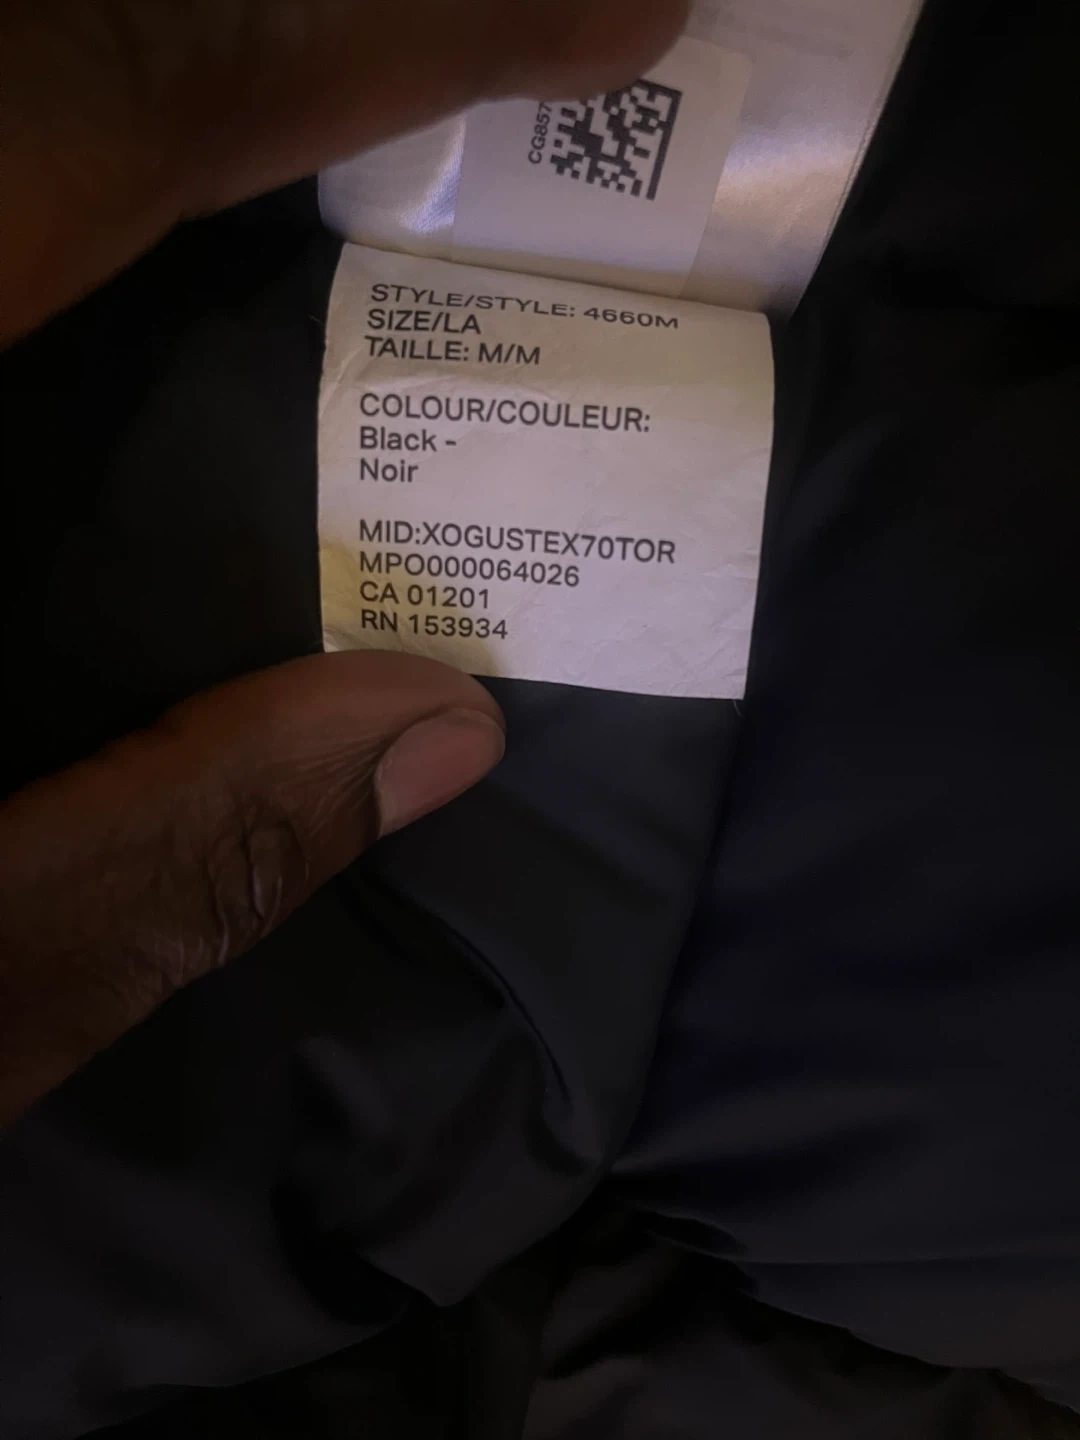 CG857
STYLE/STYLE: 4660M
SIZE/LA
TAILLE: M/M
COLOUR/COULEUR:
Black -
Noir
MID:XOGUSTEX70TOR
MPO000064026
CA 01201
RN 153934